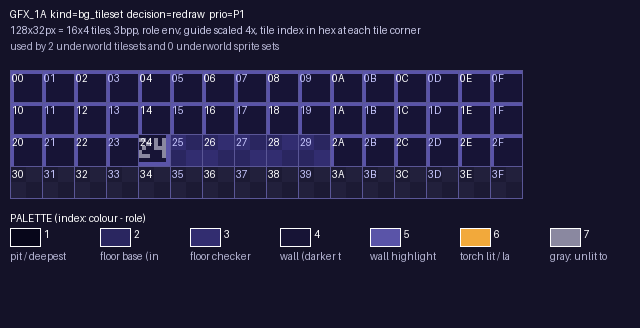 GFX_1A kind=bg_tileset decision=redraw prio=P1
128x32px = 16x4 tiles, 3bpp, role env; guide scaled 4x, tile index in hex at each tile corner
used by 2 underworld tilesets and 0 underworld sprite sets
00 01 02 03 04 05 06 07 08 09 0A 0B 0C 0D 0E 0F
10 11 12 13 14 15 16 17 18 19 1A 1B 1C 1D 1E 1F
20 21 22 23 24 25 26 27 28 29 2A 2B 2C 2D 2E 2F
30 31 32 33 34 35 36 37 38 39 3A 3B 3C 3D 3E 3F
PALETTE (index: colour - role)
1 2 3 4 5 6 7
pit / deepest floor base (in floor checker wall (darker t wall highlight torch lit / la gray: unlit to